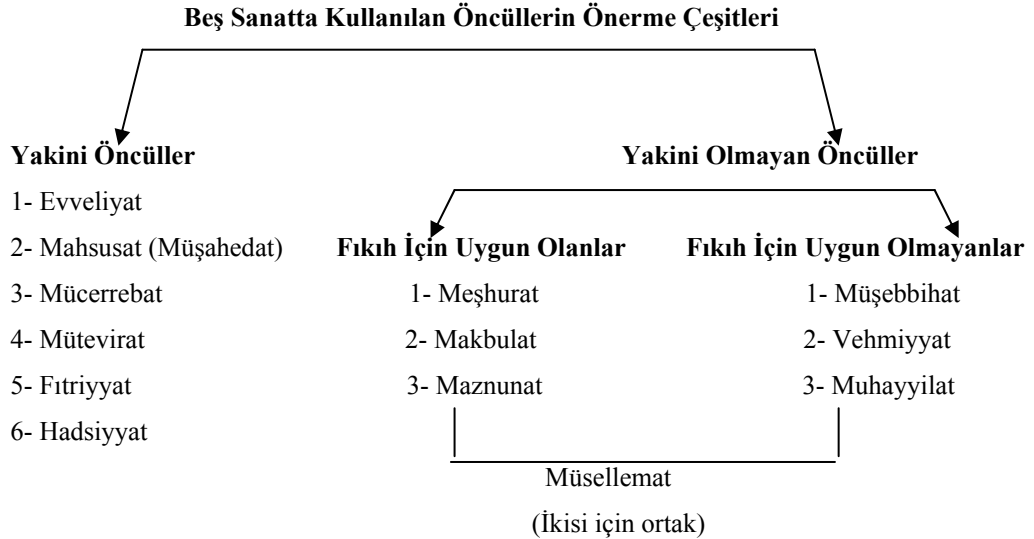 Beş Sanatta Kullanılan Öncüllerin Önerme Çeşitleri
Yakini Öncüller
1- Evveliyat
2- Mahsusat (Müşahedat)
3- Mücerrebat
4- Mütevirat
5- Fıtriyyat
6- Hadsiyyat
Yakini Olmayan Öncüller
Fıkıh İçin Uygun Olanlar
1- Meşhurat
2- Makbulat
3- Maznunat
Fıkıh İçin Uygun Olmayanlar
1- Müşebbihat
2- Vehmiyyat
3- Muhayyilat
Müsellemat
(İkisi için ortak)